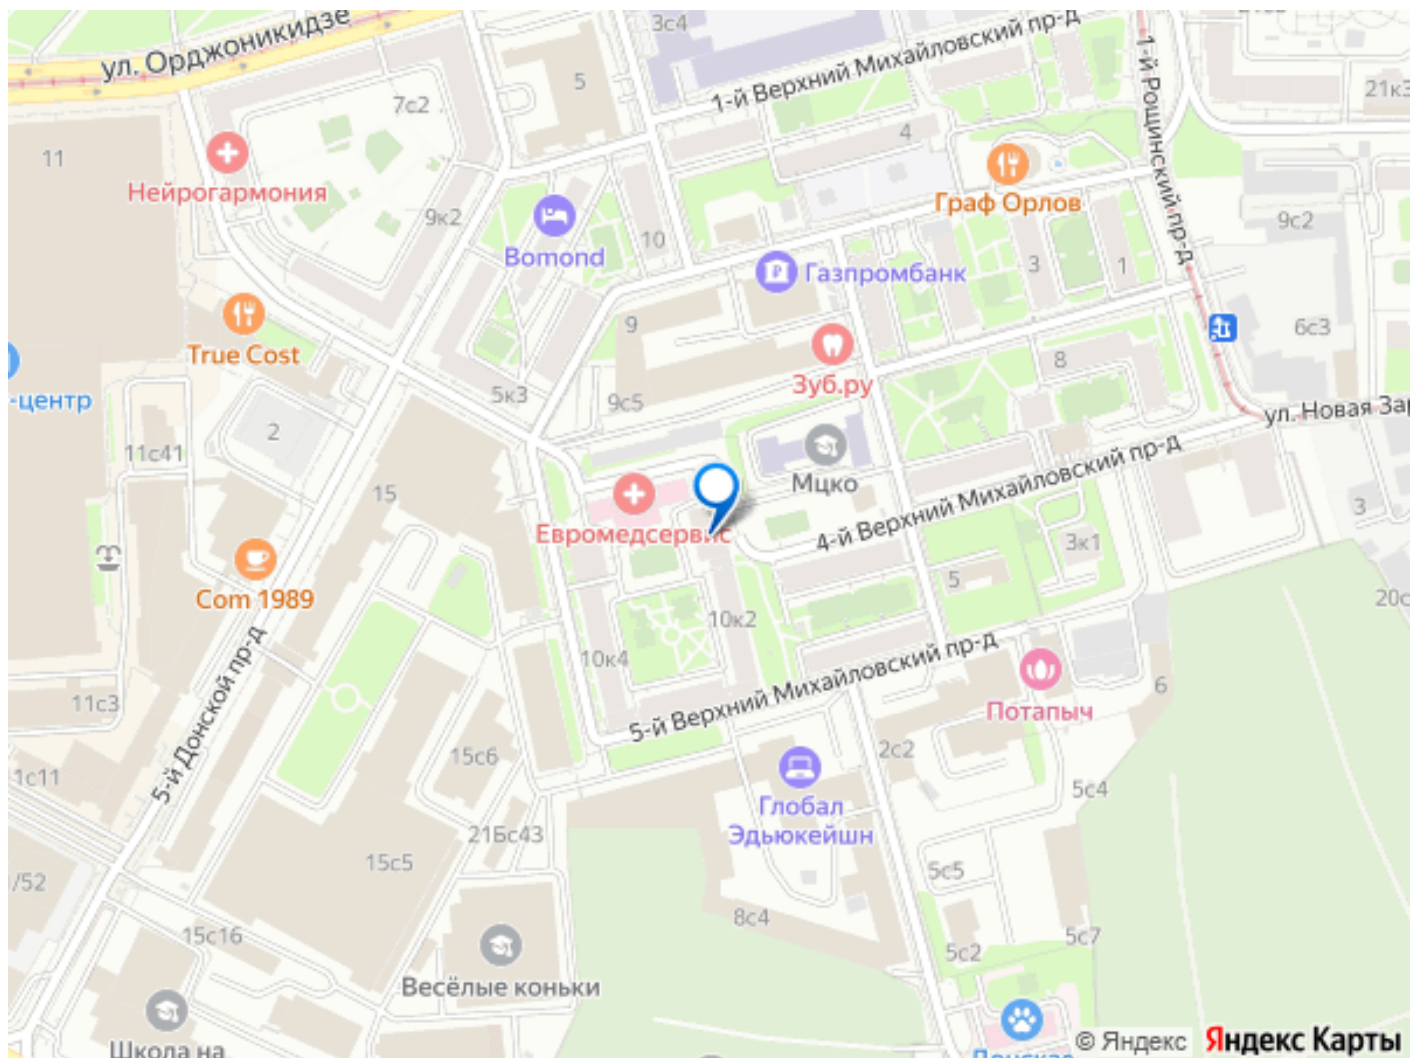 3с4
ул. Орджоникидзе
1-й Верхний Михайловский пр-д
1-й Рощинский пр-д
5
7с2
21к3
11
4
Нейрогармония
Граф Орлов
9к2
10
9с2
Bomond
Газпромбанк
3
1
9
6с3
True Cost
8
Зуб.ру
-центр
5к3
9с5
ул. Новая Зар
2
11с41
Мцко
4-й Верхний Михайловский пр-д
15
3
Евромедсервис
3к1
5
Com 1989
20с
10к2
10к4
5-й Верхний Михайловский пр-д
5-й Донской пр-д
11с3
Потапыч
6
15с6
2с2
1с11
5с4
Глобал
Эдьюкейшн
21Бс43
15с5
5с5
/52
8с4
15с16
5с2
5с7
Весёлые коньки
Школа на
Донская
© Яндекс
Яндекс Карты